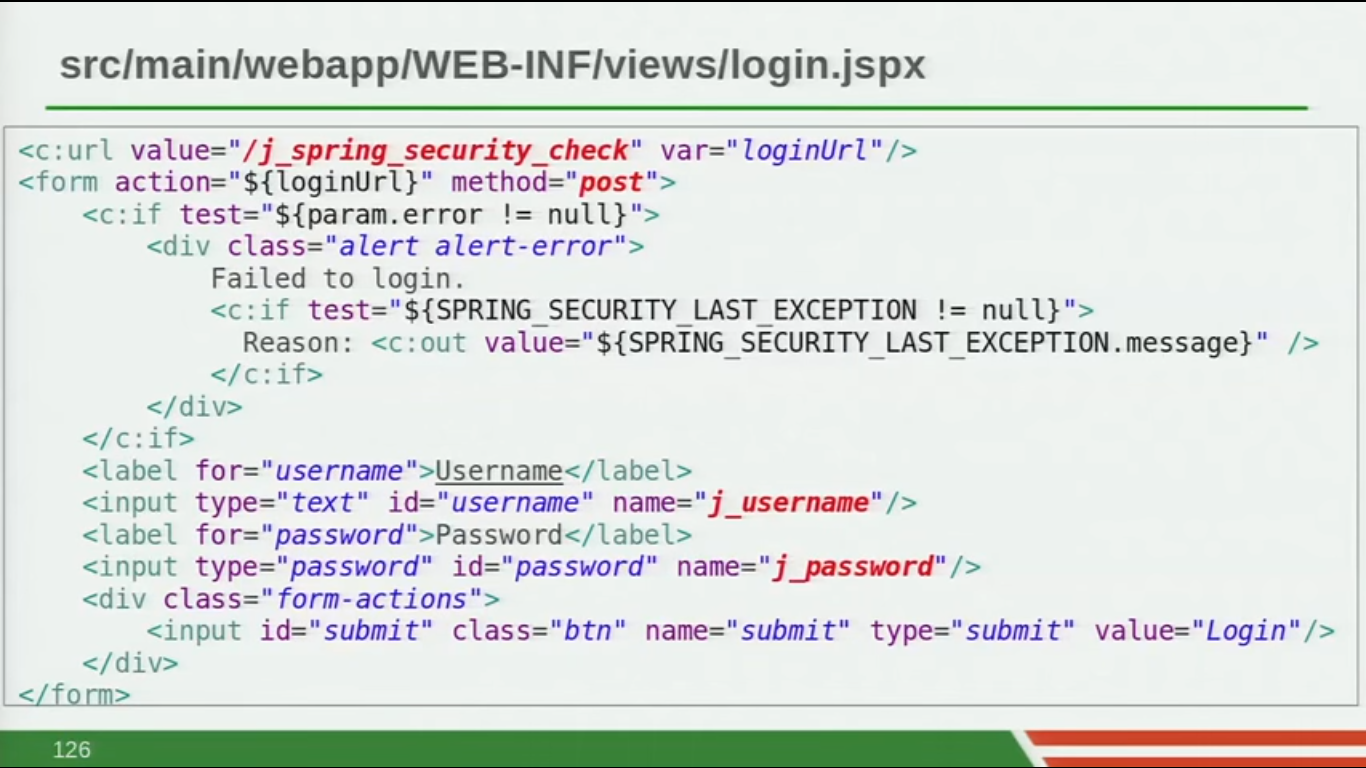 src/main/webapp/WEB-INF/views/login.jspx
<c:url value="/j_spring_security_check" var="loginUrl"/>
<form action="${loginUrl}" method="post">
    <c:if test="${param.error != null}">
        <div class="alert alert-error">
            Failed to login.
            <c:if test="${SPRING_SECURITY_LAST_EXCEPTION != null}">
              Reason: <c:out value="${SPRING_SECURITY_LAST_EXCEPTION.message}" />
            </c:if>
        </div>
    </c:if>
    <label for="username">Username</label>
    <input type="text" id="username" name="j_username"/>
    <label for="password">Password</label>
    <input type="password" id="password" name="j_password"/>
    <div class="form-actions">
        <input id="submit" class="btn" name="submit" type="submit" value="Login"/>
    </div>
</form>
126